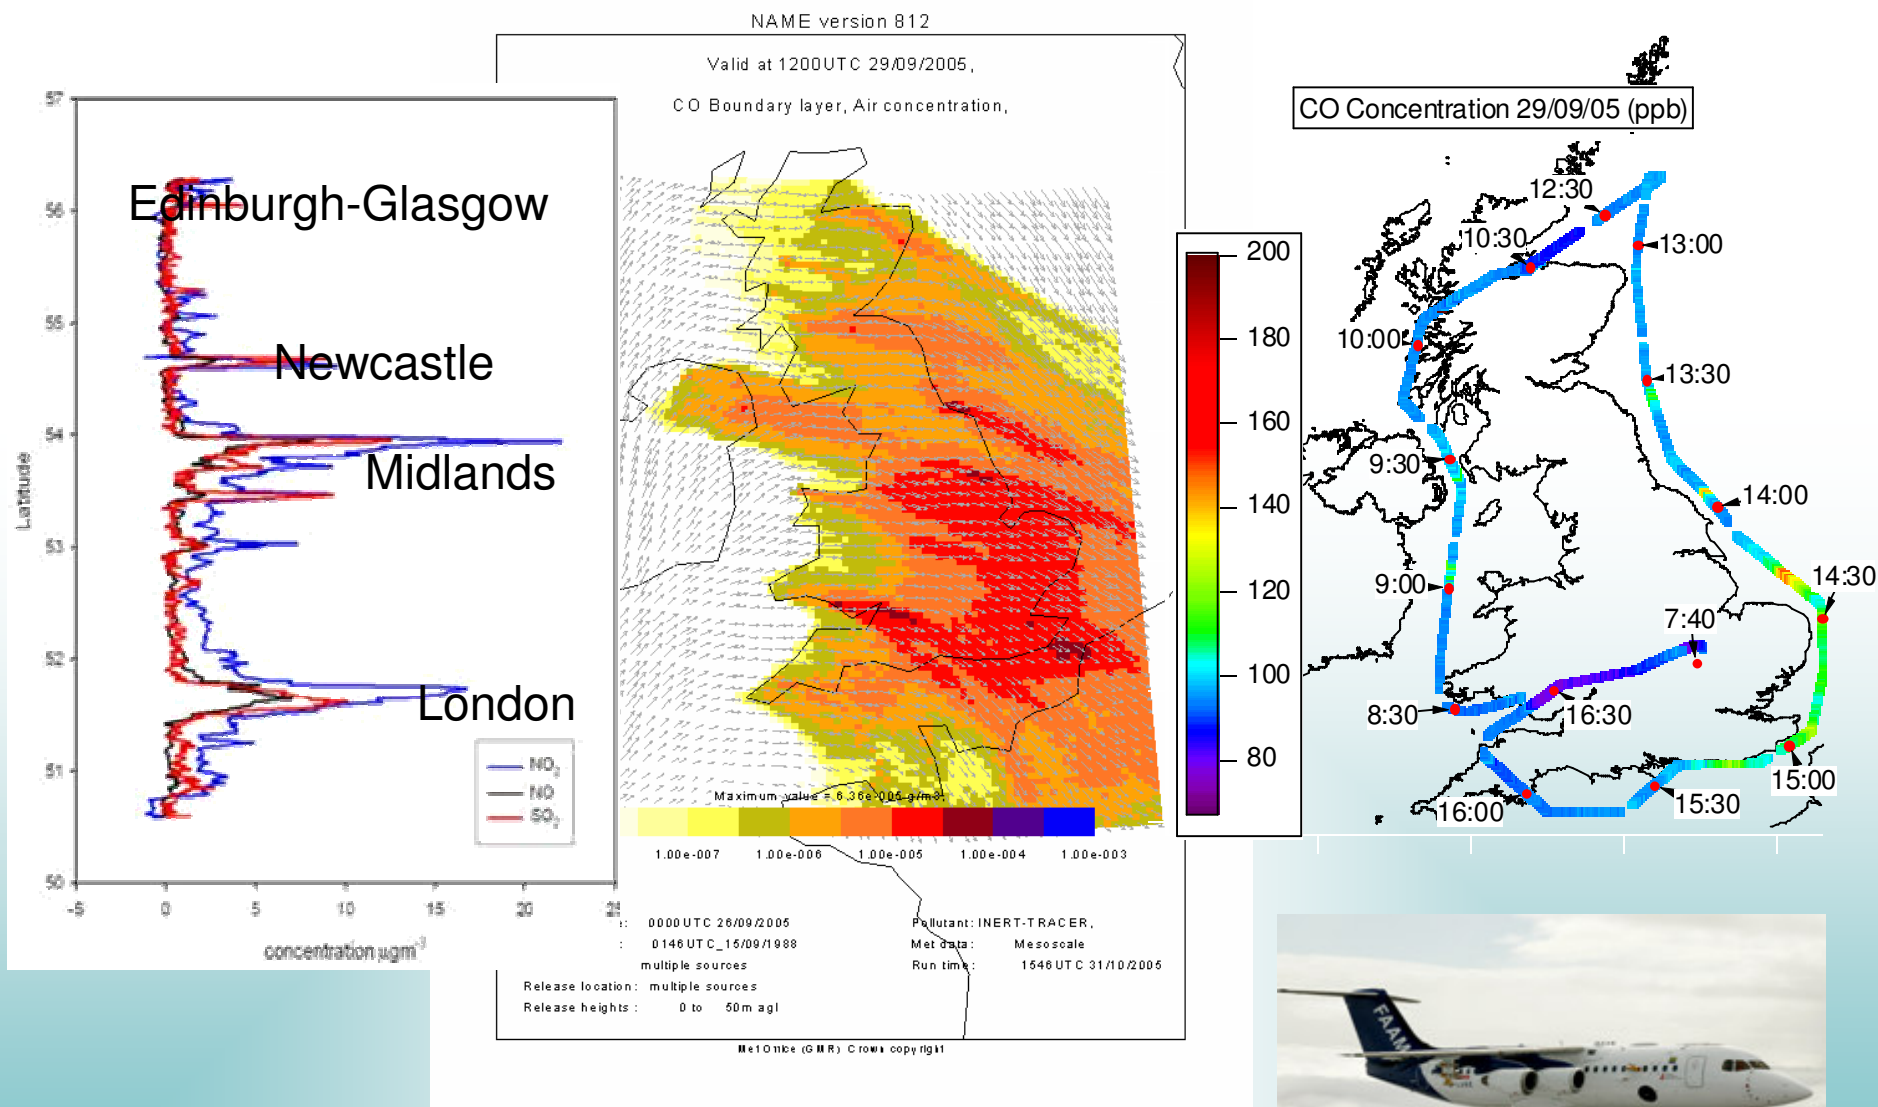 NAME version 812
Valid at 1200UTC 29/09/2005,
CO Boundary layer, Air concentration,
57
56
55
54
53
52
51
50
Latitude
-5
0
5
10
15
20
25
concentration µgm-3
Edinburgh-Glasgow
Newcastle
Midlands
London
NO2
NO
SO2
Maximum value = 6.36e-005 g/m3,
1.00e-007
1.00e-006
1.00e-005
1.00e-004
1.00e-003
0000UTC 26/09/2005
Pollutant: INERT-TRACER,
0146UTC_15/09/1988
Met data: Mesoscale
multiple sources
Run time: 1546UTC 31/10/2005
Release location: multiple sources
Release heights: 0 to 50m agl
Met Office (GMR) Crown copyright
CO Concentration 29/09/05 (ppb)
200
180
160
140
120
100
80
12:30
10:30
13:00
10:00
13:30
9:30
14:00
9:00
14:30
7:40
8:30
16:30
15:00
16:00
15:30
FAAM